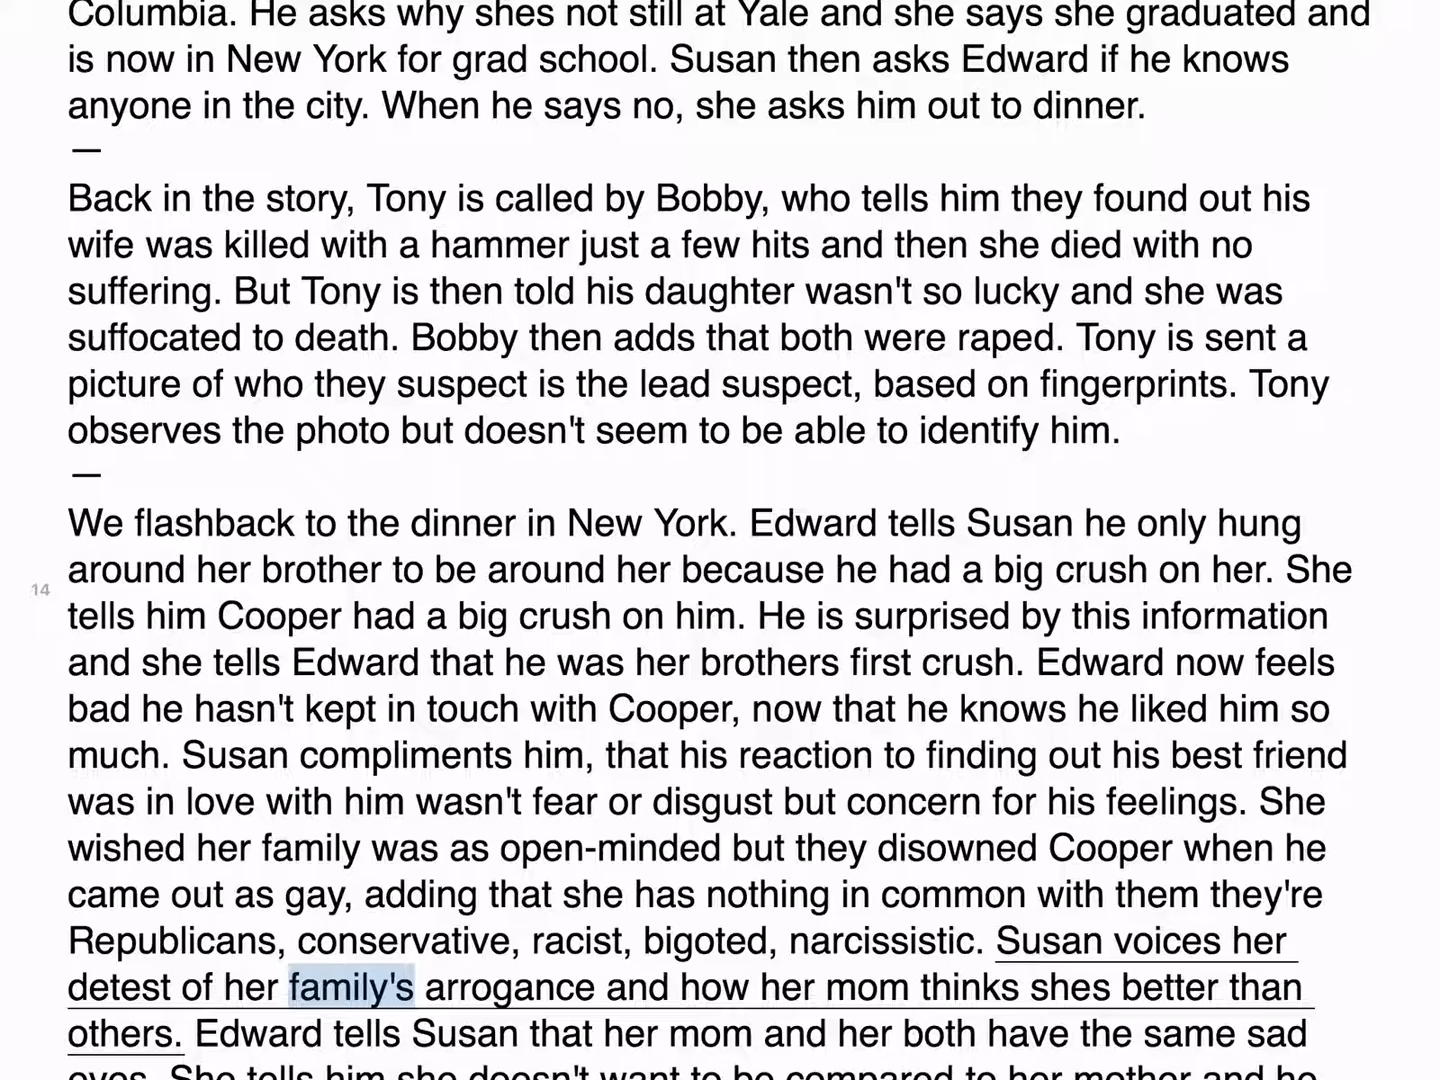 Columbia. He asks why shes not still at Yale and she says she graduated and
is now in New York for grad school. Susan then asks Edward if he knows
anyone in the city. When he says no, she asks him out to dinner.
—
Back in the story, Tony is called by Bobby, who tells him they found out his
wife was killed with a hammer just a few hits and then she died with no
suffering. But Tony is then told his daughter wasn't so lucky and she was
suffocated to death. Bobby then adds that both were raped. Tony is sent a
picture of who they suspect is the lead suspect, based on fingerprints. Tony
observes the photo but doesn't seem to be able to identify him.
—
We flashback to the dinner in New York. Edward tells Susan he only hung
14 around her brother to be around her because he had a big crush on her. She
tells him Cooper had a big crush on him. He is surprised by this information
and she tells Edward that he was her brothers first crush. Edward now feels
bad he hasn't kept in touch with Cooper, now that he knows he liked him so
much. Susan compliments him, that his reaction to finding out his best friend
was in love with him wasn't fear or disgust but concern for his feelings. She
wished her family was as open-minded but they disowned Cooper when he
came out as gay, adding that she has nothing in common with them they're
Republicans, conservative, racist, bigoted, narcissistic. Susan voices her
detest of her family's arrogance and how her mom thinks shes better than
others. Edward tells Susan that her mom and her both have the same sad
eyes. She tells him she doesn't want to be compared to her mother and he